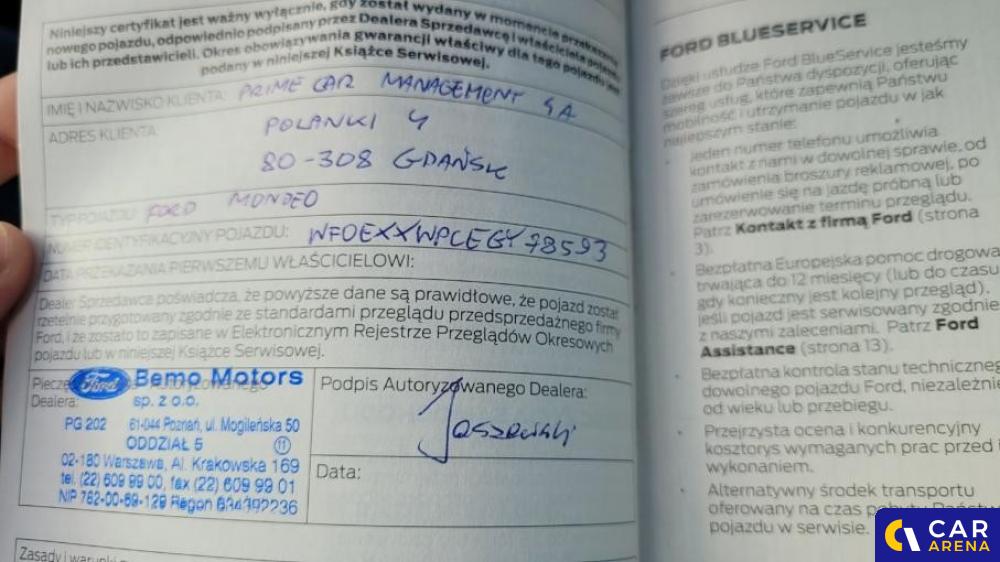 Niniejszy certyfikat jest ważny wyłącznie, gdy został wydany w momencie przekazania
nowego pojazdu, odpowiednio podpisany przez Dealera Sprzedawcę i właściciela pojazdu
lub ich przedstawicieli. Okres obowiązywania gwarancji właściwy dla tego pojazdu jest
podany w niniejszej Książce Serwisowej.
IMIĘ I NAZWISKO KLIENTA: PRIME CAR MANAGEMENT SA
ADRES KLIENTA: POLANKI 4
80-308 GDAŃSK
TYP POJAZDU: FORD MONDEO
NUMER IDENTYFIKACYJNY POJAZDU: WF0EXXWPCEGY78593
DATA PRZEKAZANIA PIERWSZEMU WŁAŚCICIELOWI:
Dealer Sprzedawca poświadcza, że powyższe dane są prawidłowe, że pojazd został
rzetelnie przygotowany zgodnie ze standardami przeglądu przedsprzedażnego firmy
Ford, i że zostało to zapisane w Elektronicznym Rejestrze Przeglądów Okresowych
pojazdu lub w niniejszej Książce Serwisowej.
Dealera:
Ford Bemo Motors
sp. z o.o.
PG 202 61-044 Poznań, ul. Mogileńska 50
ODDZIAŁ 5 11
02-180 Warszawa, Al. Krakowska 169
tel. (22) 609 99 00, fax (22) 609 99 01
NIP 782-00-59-129 Regon 634392236
Podpis Autoryzowanego Dealera:
Data:
Zasady i warunki
FORD BLUESERVICE
Dzięki usłudze Ford BlueService jesteśmy
zawsze do Państwa dyspozycji, oferując
szereg usług, które zapewnią Państwu
mobilność i utrzymanie pojazdu w jak
najlepszym stanie:
• Jeden numer telefonu umożliwia
kontakt z nami w dowolnej sprawie, od
zamówienia broszury reklamowej, po
umówienie się na jazdę próbną lub
zarezerwowanie terminu przeglądu.
Patrz Kontakt z firmą Ford (strona
3).
• Bezpłatna Europejska pomoc drogowa
trwająca do 12 miesięcy (lub do czasu
gdy konieczny jest kolejny przegląd),
jeśli pojazd jest serwisowany zgodnie
z naszymi zaleceniami. Patrz Ford
Assistance (strona 13).
• Bezpłatna kontrola stanu techniczneg
dowolnego pojazdu Ford, niezależnie
od wieku lub przebiegu.
• Przejrzysta ocena i konkurencyjny
kosztorys wymaganych prac przed i
wykonaniem.
• Alternatywny środek transportu
oferowany na czas pobytu Państwa
pojazdu w serwisie.
CAR
ARENA